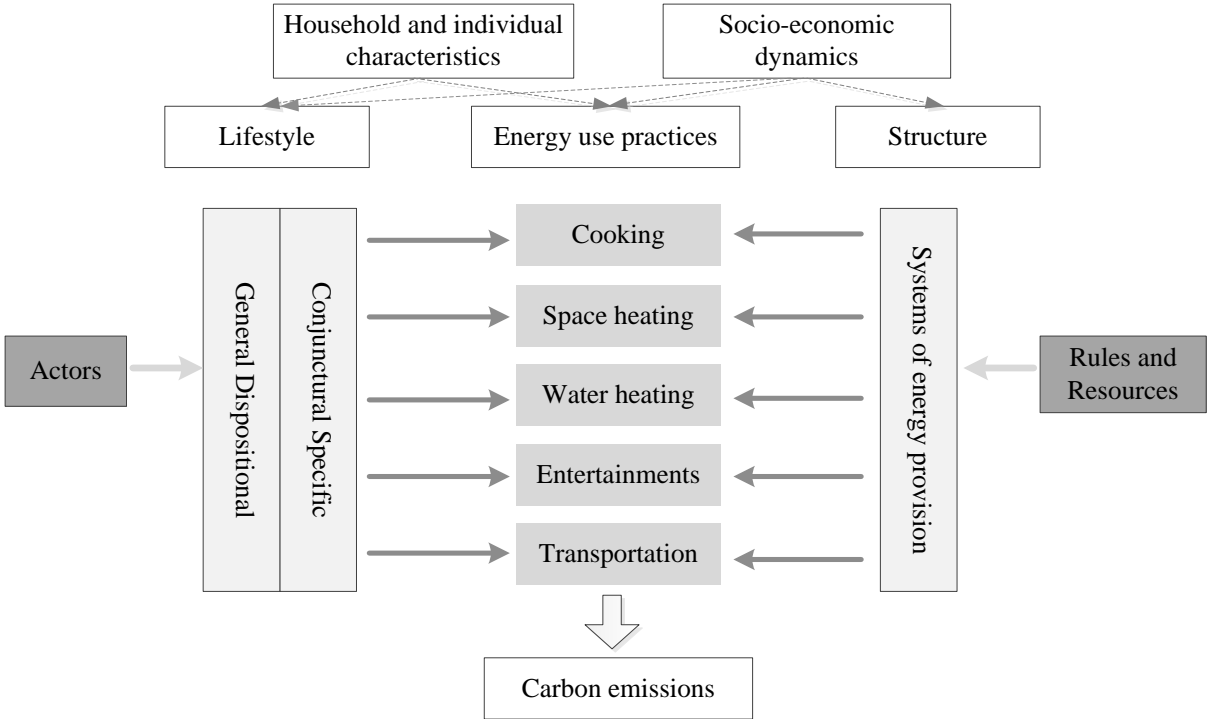 Household and individual
characteristics
Socio-economic
dynamics
Lifestyle
Energy use practices
Structure
Actors
General Dispositional
Conjunctural Specific
Cooking
Space heating
Water heating
Entertainments
Transportation
Systems of energy provision
Rules and
Resources
Carbon emissions